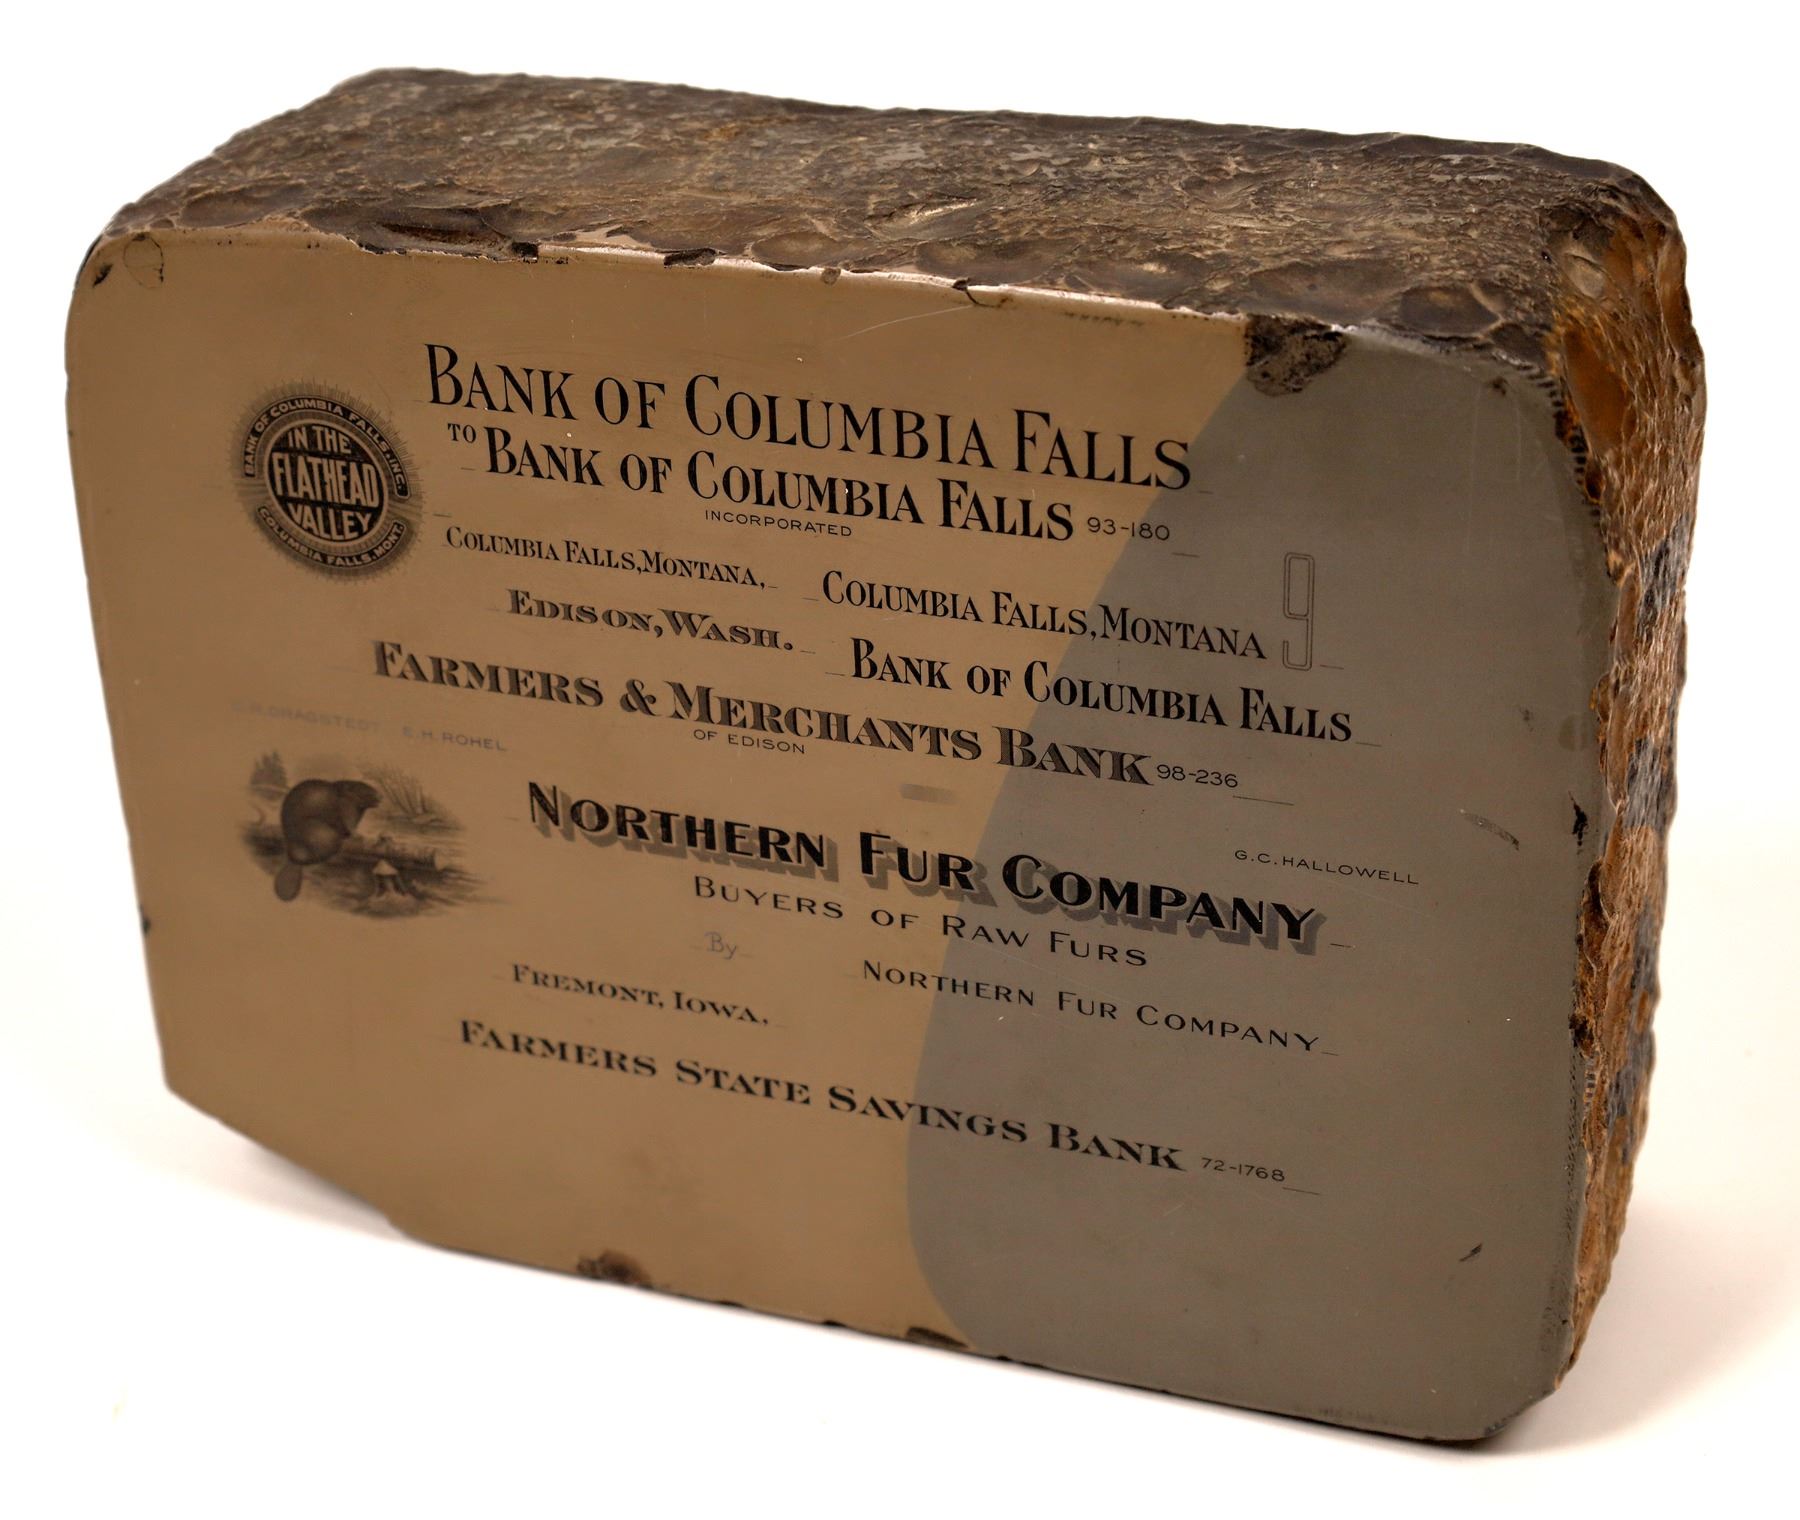 BANK OF COLUMBIA FALLS
TO BANK OF COLUMBIA FALLS 93-180
INCORPORATED
BANK OF COLUMBIA FALLS, INC.
IN THE
FLATHEAD
VALLEY
COLUMBIA FALLS, MONT.
COLUMBIA FALLS, MONTANA, COLUMBIA FALLS, MONTANA 9
EDISON, WASH. BANK OF COLUMBIA FALLS
FARMERS & MERCHANTS BANK 98-236
OF EDISON
DRAGSTEDT E.H. ROHEL
G.C. HALLOWELL
NORTHERN FUR COMPANY
BUYERS OF RAW FURS
By NORTHERN FUR COMPANY
FREMONT, IOWA,
FARMERS STATE SAVINGS BANK 72-1768